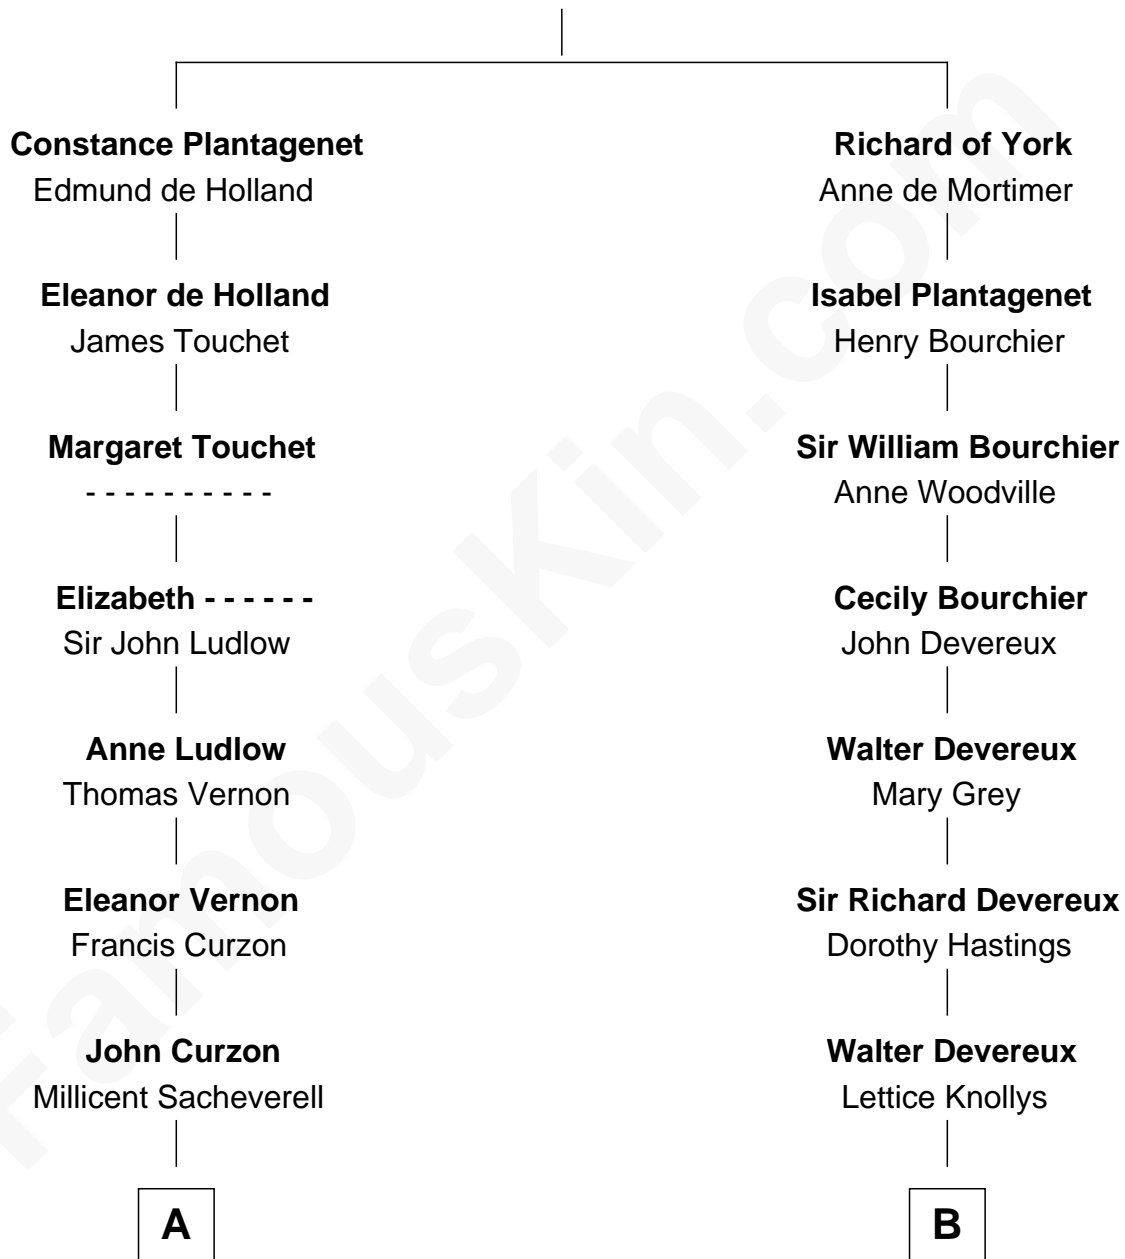 Constance Plantagenet
Edmund de Holland
Eleanor de Holland
James Touchet
Margaret Touchet
- - - - - - - - - -
Elizabeth - - - - - -
Sir John Ludlow
Anne Ludlow
Thomas Vernon
Eleanor Vernon
Francis Curzon
John Curzon
Millicent Sacheverell
A
Richard of York
Anne de Mortimer
Isabel Plantagenet
Henry Bourchier
Sir William Bourchier
Anne Woodville
Cecily Bourchier
John Devereux
Walter Devereux
Mary Grey
Sir Richard Devereux
Dorothy Hastings
Walter Devereux
Lettice Knollys
B
FamousKin.com